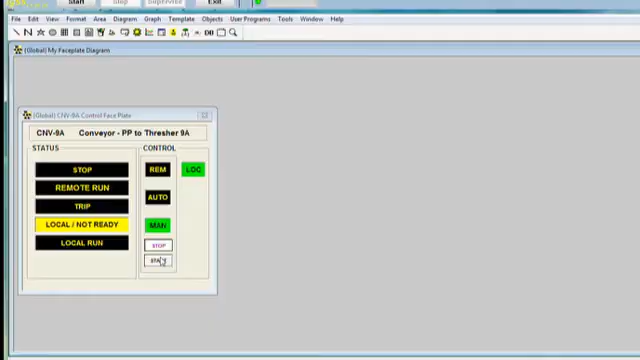 Start Stop Supervise Exit
File Edit View Format Area Diagram Graph Template Objects User Programs Tools Window Help
DB
(Global) My Faceplate Diagram
(Global) CNV-9A Control Face Plate
CNV-9A Conveyor - PP to Thresher 9A
STATUS CONTROL
STOP REM LOC
REMOTE RUN
TRIP AUTO
LOCAL / NOT READY MAN
LOCAL RUN STOP